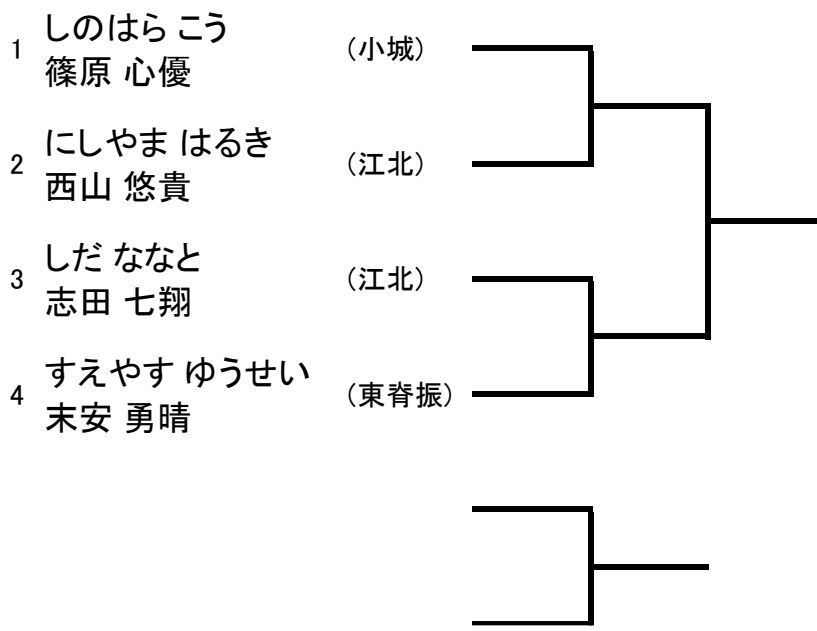 1 しのはら こう (小城)
篠原 心優
2 にしやま はるき (江北)
西山 悠貴
3 しだ ななと (江北)
志田 七翔
4 すえやす ゆうせい (東脊振)
末安 勇晴